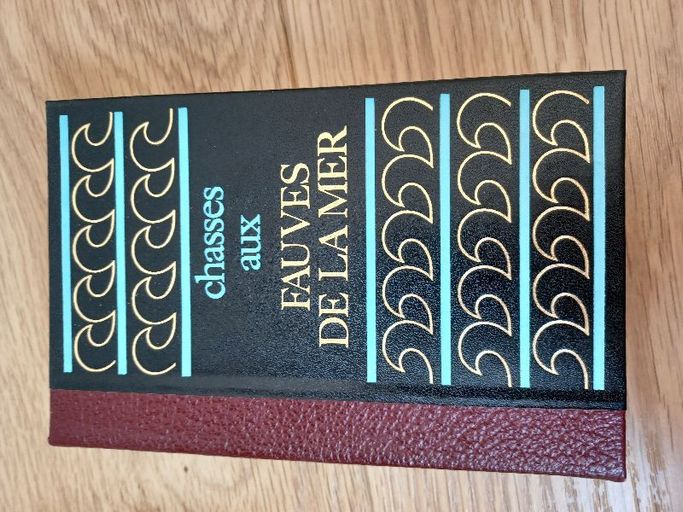 chasses
aux
FAUVES
DE LA MER